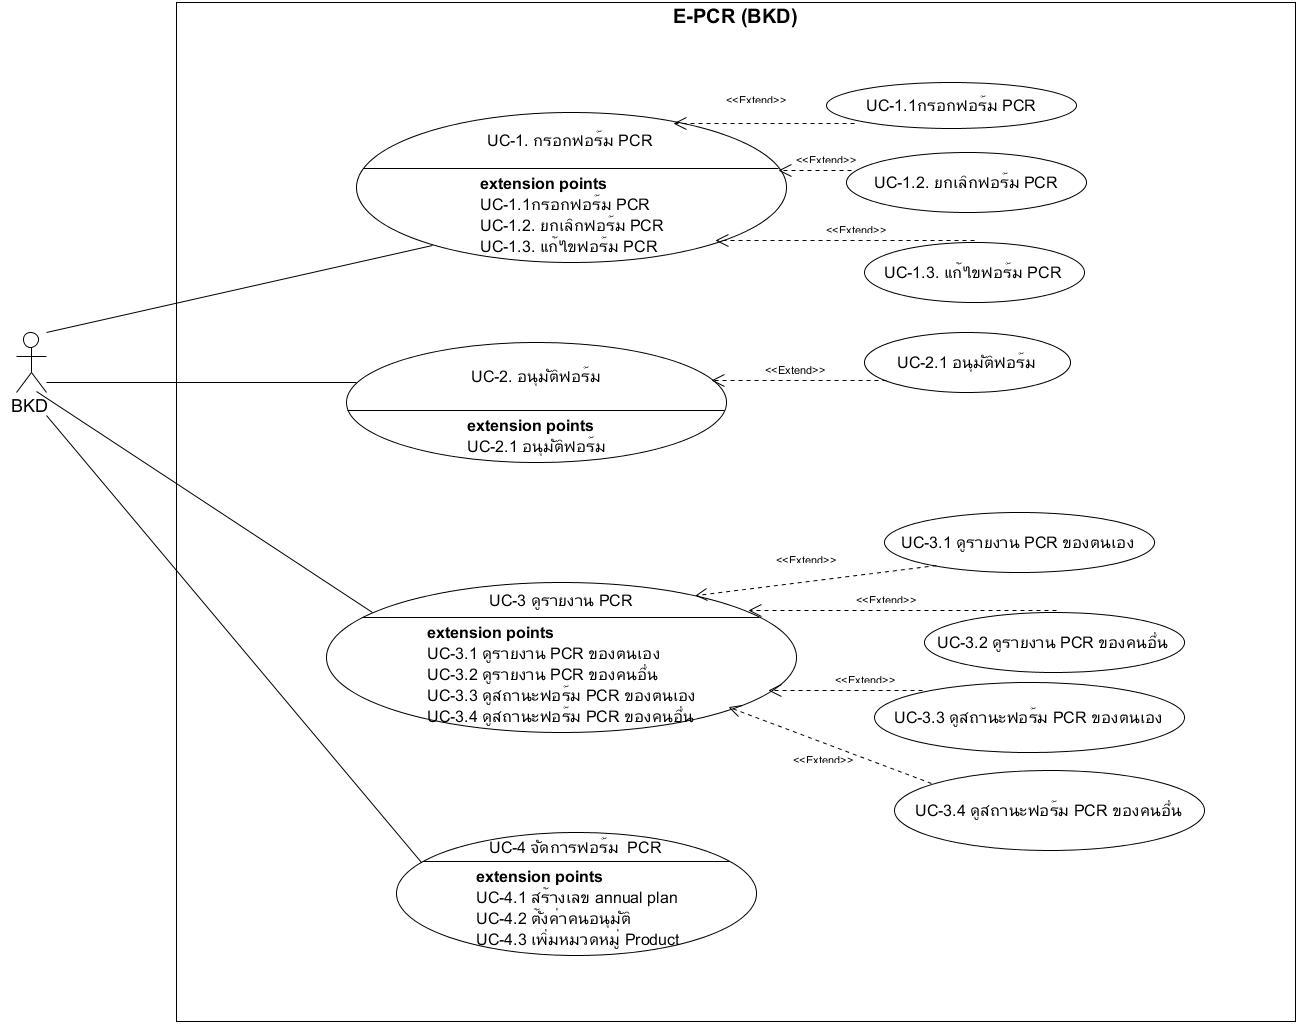 E-PCR (BKD)
<<Extend>>
UC-1.1กรอกฟอร์ม PCR
UC-1. กรอกฟอร์ม PCR
<<Extend>>
UC-1.2. ยกเลิกฟอร์ม PCR
extension points
UC-1.1กรอกฟอร์ม PCR
UC-1.2. ยกเลิกฟอร์ม PCR
UC-1.3. แก้ไขฟอร์ม PCR
<<Extend>>
UC-1.3. แก้ไขฟอร์ม PCR
BKD
UC-2. อนุมัติฟอร์ม
<<Extend>>
UC-2.1 อนุมัติฟอร์ม
extension points
UC-2.1 อนุมัติฟอร์ม
UC-3.1 ดูรายงาน PCR ของตนเอง
<<Extend>>
UC-3 ดูรายงาน PCR
<<Extend>>
UC-3.2 ดูรายงาน PCR ของคนอื่น
extension points
UC-3.1 ดูรายงาน PCR ของตนเอง
UC-3.2 ดูรายงาน PCR ของคนอื่น
UC-3.3 ดูสถานะฟอร์ม PCR ของตนเอง
UC-3.4 ดูสถานะฟอร์ม PCR ของคนอื่น
<<Extend>>
UC-3.3 ดูสถานะฟอร์ม PCR ของตนเอง
<<Extend>>
UC-3.4 ดูสถานะฟอร์ม PCR ของคนอื่น
UC-4 จัดการฟอร์ม PCR
extension points
UC-4.1 สร้างเลข annual plan
UC-4.2 ตั้งค่าคนอนุมัติ
UC-4.3 เพิ่มหมวดหมู่ Product